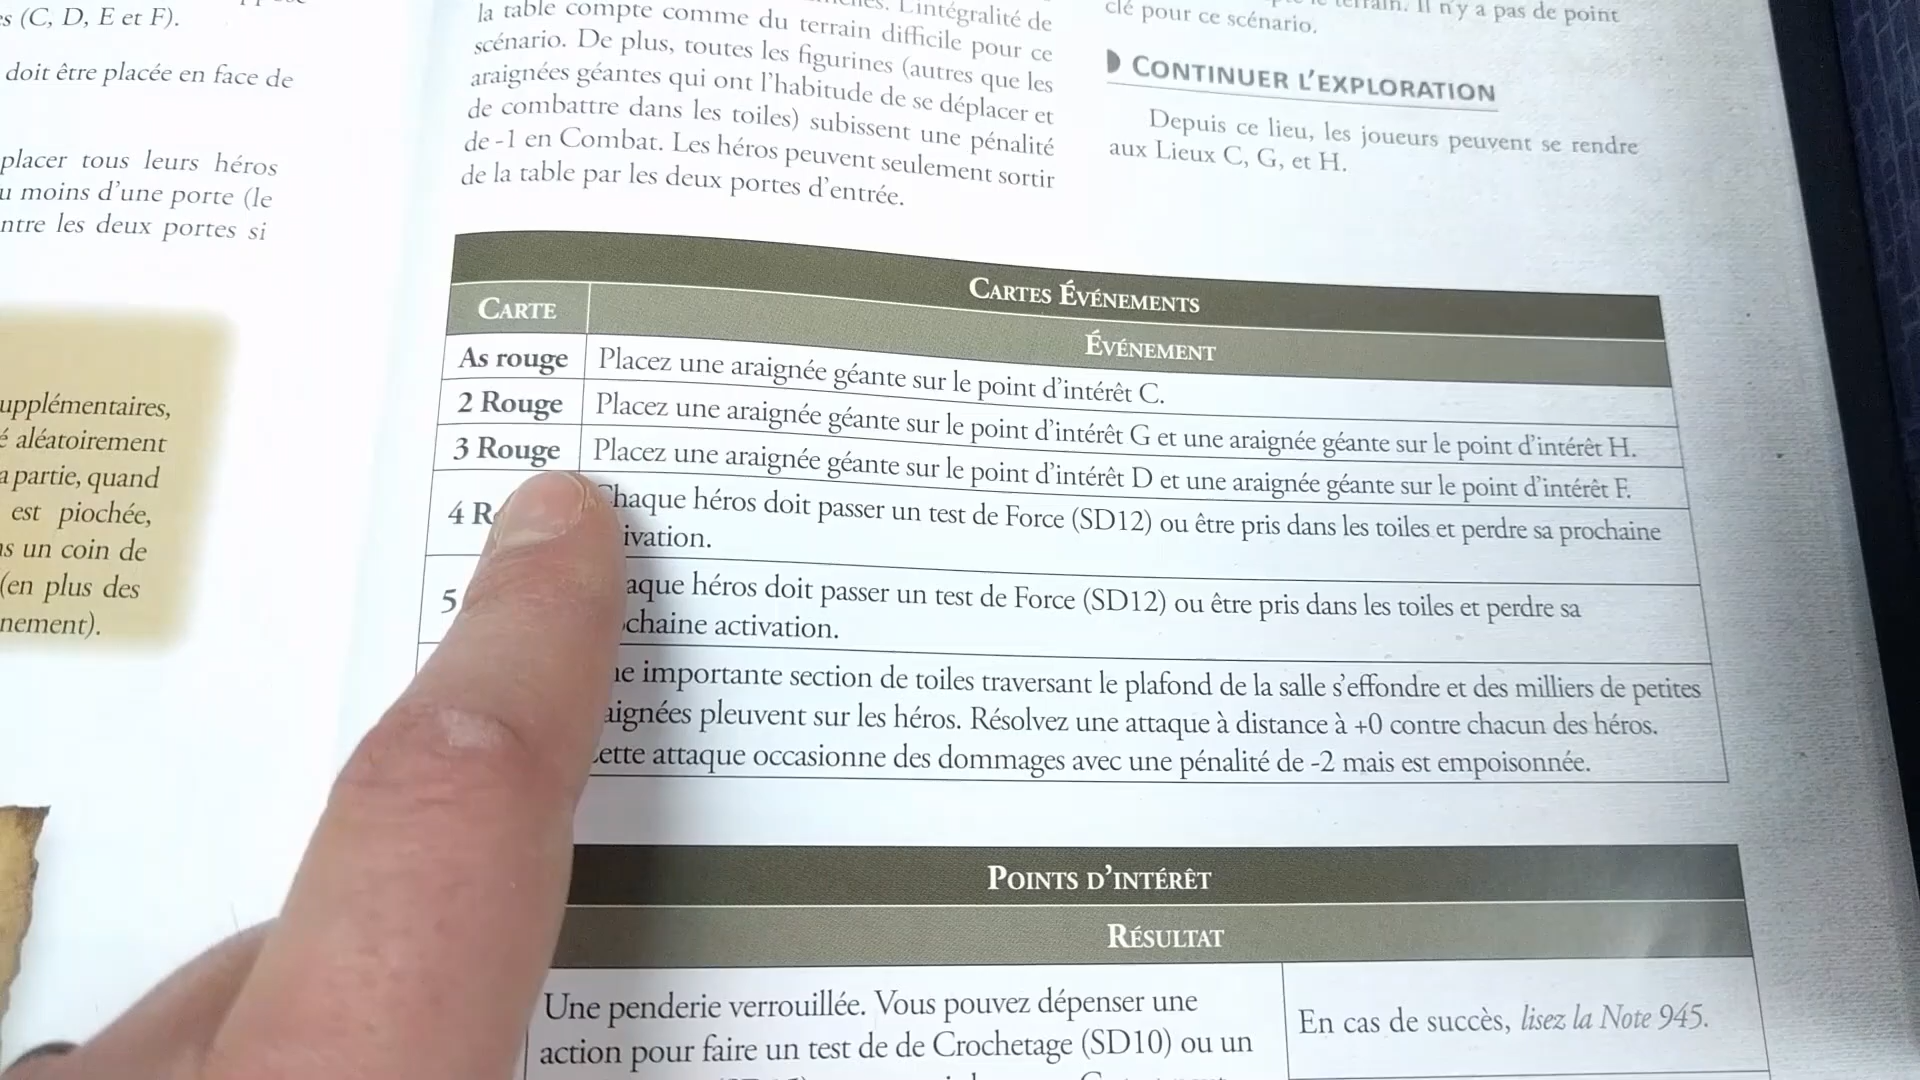 (C, D, E et F).
doit être placée en face de
placer tous leurs héros
moins d'une porte (le
les deux portes si
aléatoirement
partie, quand
est piochée,
un coin de
(en plus des
L'intégralité de
la table compte comme du terrain difficile pour ce
scénario. De plus, toutes les figurines (autres que les
araignées géantes qui ont l'habitude de se déplacer et
de combattre dans les toiles) subissent une pénalité
de -1 en Combat. Les héros peuvent seulement sortir
de la table par les deux portes d'entrée.
Il n'y a pas de point
clé pour ce scénario.
CONTINUER L'EXPLORATION
Depuis ce lieu, les joueurs peuvent se rendre
aux Lieux C, G, et H.
CARTES ÉVÉNEMENTS
CARTE ÉVÉNEMENT
As rouge Placez une araignée géante sur le point d'intérêt C.
2 Rouge Placez une araignée géante sur le point d'intérêt G et une araignée géante sur le point d'intérêt H.
3 Rouge Placez une araignée géante sur le point d'intérêt D et une araignée géante sur le point d'intérêt F.
4 héros doit passer un test de Force (SD12) ou être pris dans les toiles et perdre sa prochaine
5 héros doit passer un test de Force (SD12) ou être pris dans les toiles et perdre sa
activation.
importante section de toiles traversant le plafond de la salle s'effondre et des milliers de petites
pleuvent sur les héros. Résolvez une attaque à distance à +0 contre chacun des héros.
attaque occasionne des dommages avec une pénalité de -2 mais est empoisonnée.
POINTS D'INTÉRÊT
RÉSULTAT
Une penderie verrouillée. Vous pouvez dépenser une
action pour faire un test de de Crochetage (SD10) ou un
En cas de succès, lisez la Note 945.